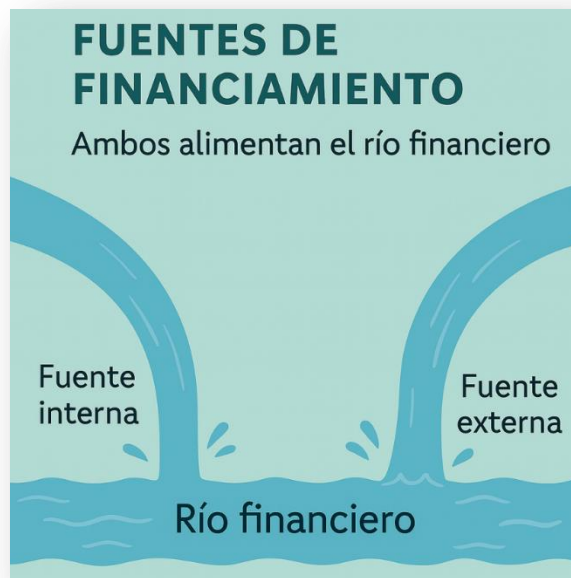 FUENTES DE
FINANCIAMIENTO
Ambos alimentan el río financiero
Fuente
interna
Fuente
externa
Río financiero